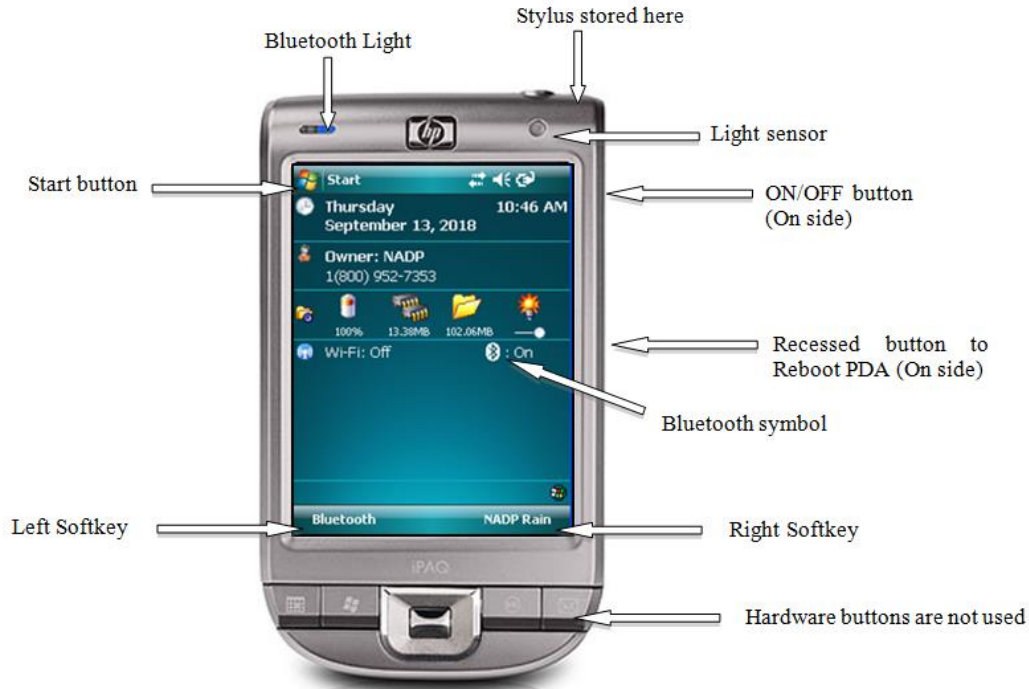 Stylus stored here
Bluetooth Light
hp
Light sensor
Start button
Start
ON/OFF button
(On side)
Thursday 10:46 AM
September 13, 2018
Owner: NADP
1(800) 952-7353
100% 13.38MB 102.06MB
Wi-Fi: Off : On
Recessed button to
Reboot PDA (On side)
Bluetooth symbol
Bluetooth NADP Rain
Left Softkey
Right Softkey
iPAQ
Hardware buttons are not used